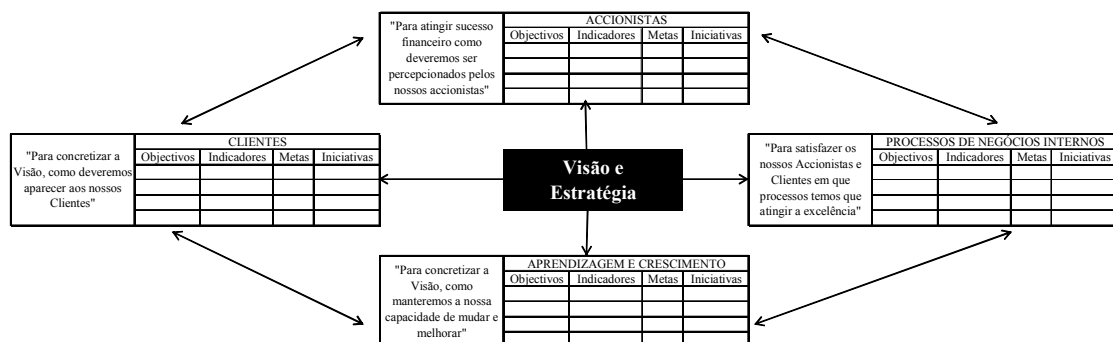 "Para atingir sucesso
financeiro como
deveremos ser
percepcionados pelos
nossos accionistas"
ACCIONISTAS
Objectivos Indicadores Metas Iniciativas
"Para concretizar a
Visão, como deveremos
aparecer aos nossos
Clientes"
CLIENTES
Objectivos Indicadores Metas Iniciativas
Visão e
Estratégia
"Para satisfazer os
nossos Accionistas e
Clientes em que
processos temos que
atingir a excelência"
PROCESSOS DE NEGÓCIOS INTERNOS
Objectivos Indicadores Metas Iniciativas
"Para concretizar a
Visão, como
manteremos a nossa
capacidade de mudar e
melhorar"
APRENDIZAGEM E CRESCIMENTO
Objectivos Indicadores Metas Iniciativas